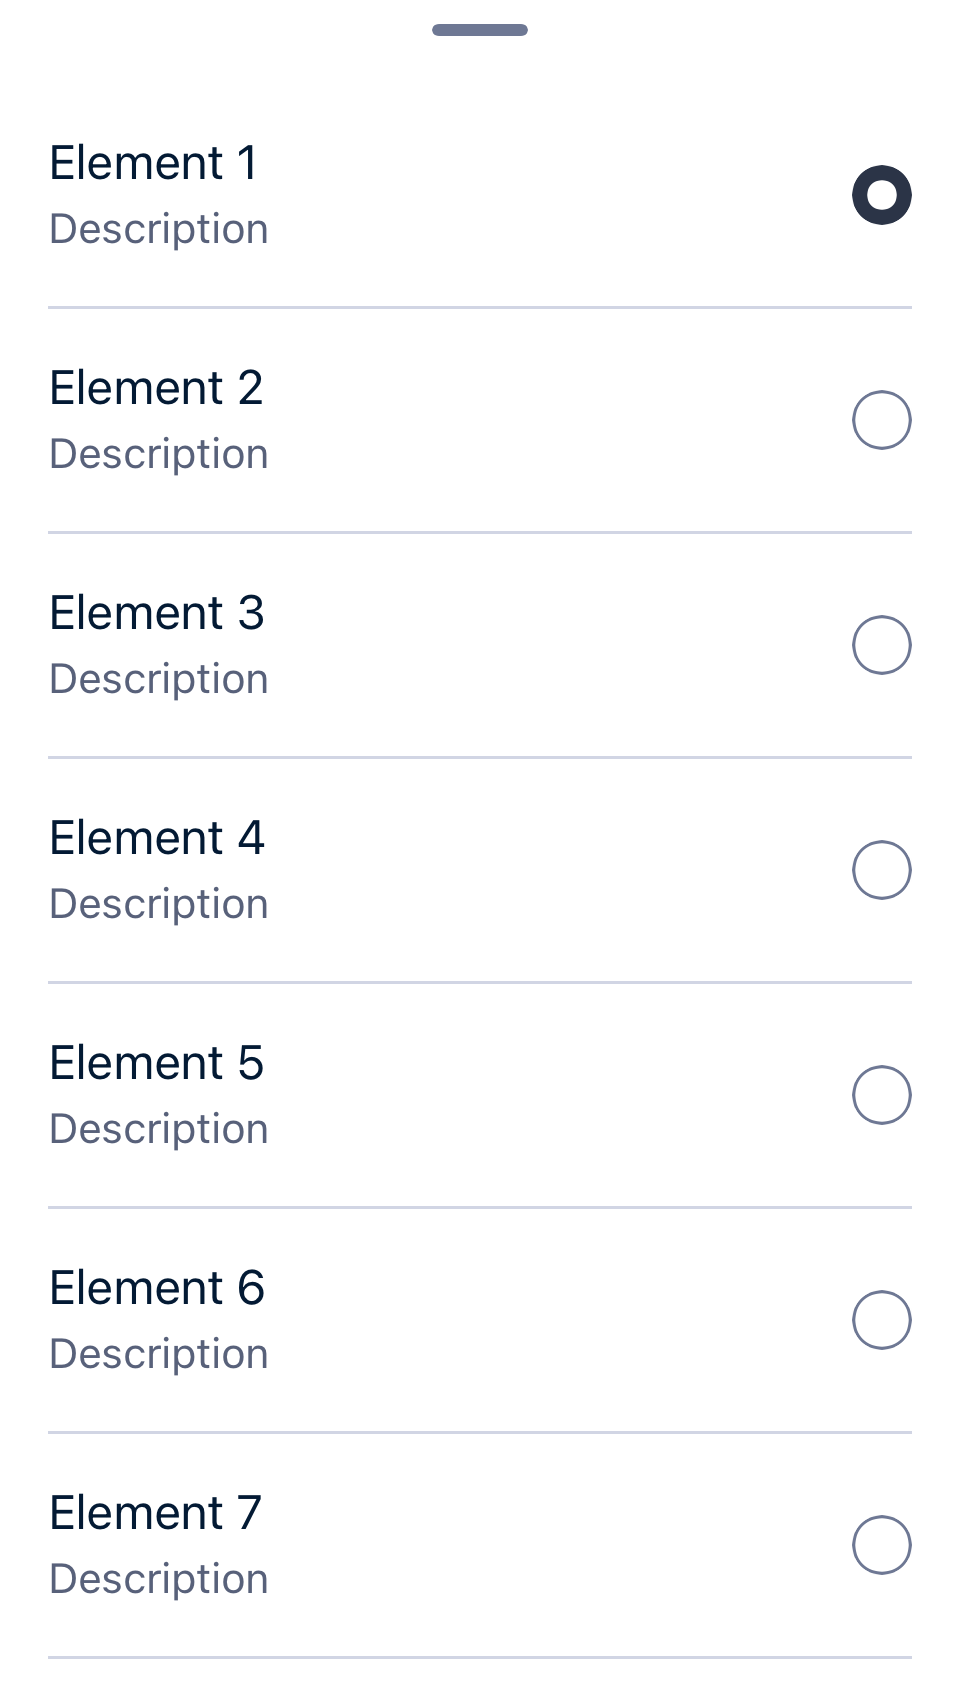 Element 1
Description
Element 2
Description
Element 3
Description
Element 4
Description
Element 5
Description
Element 6
Description
Element 7
Description